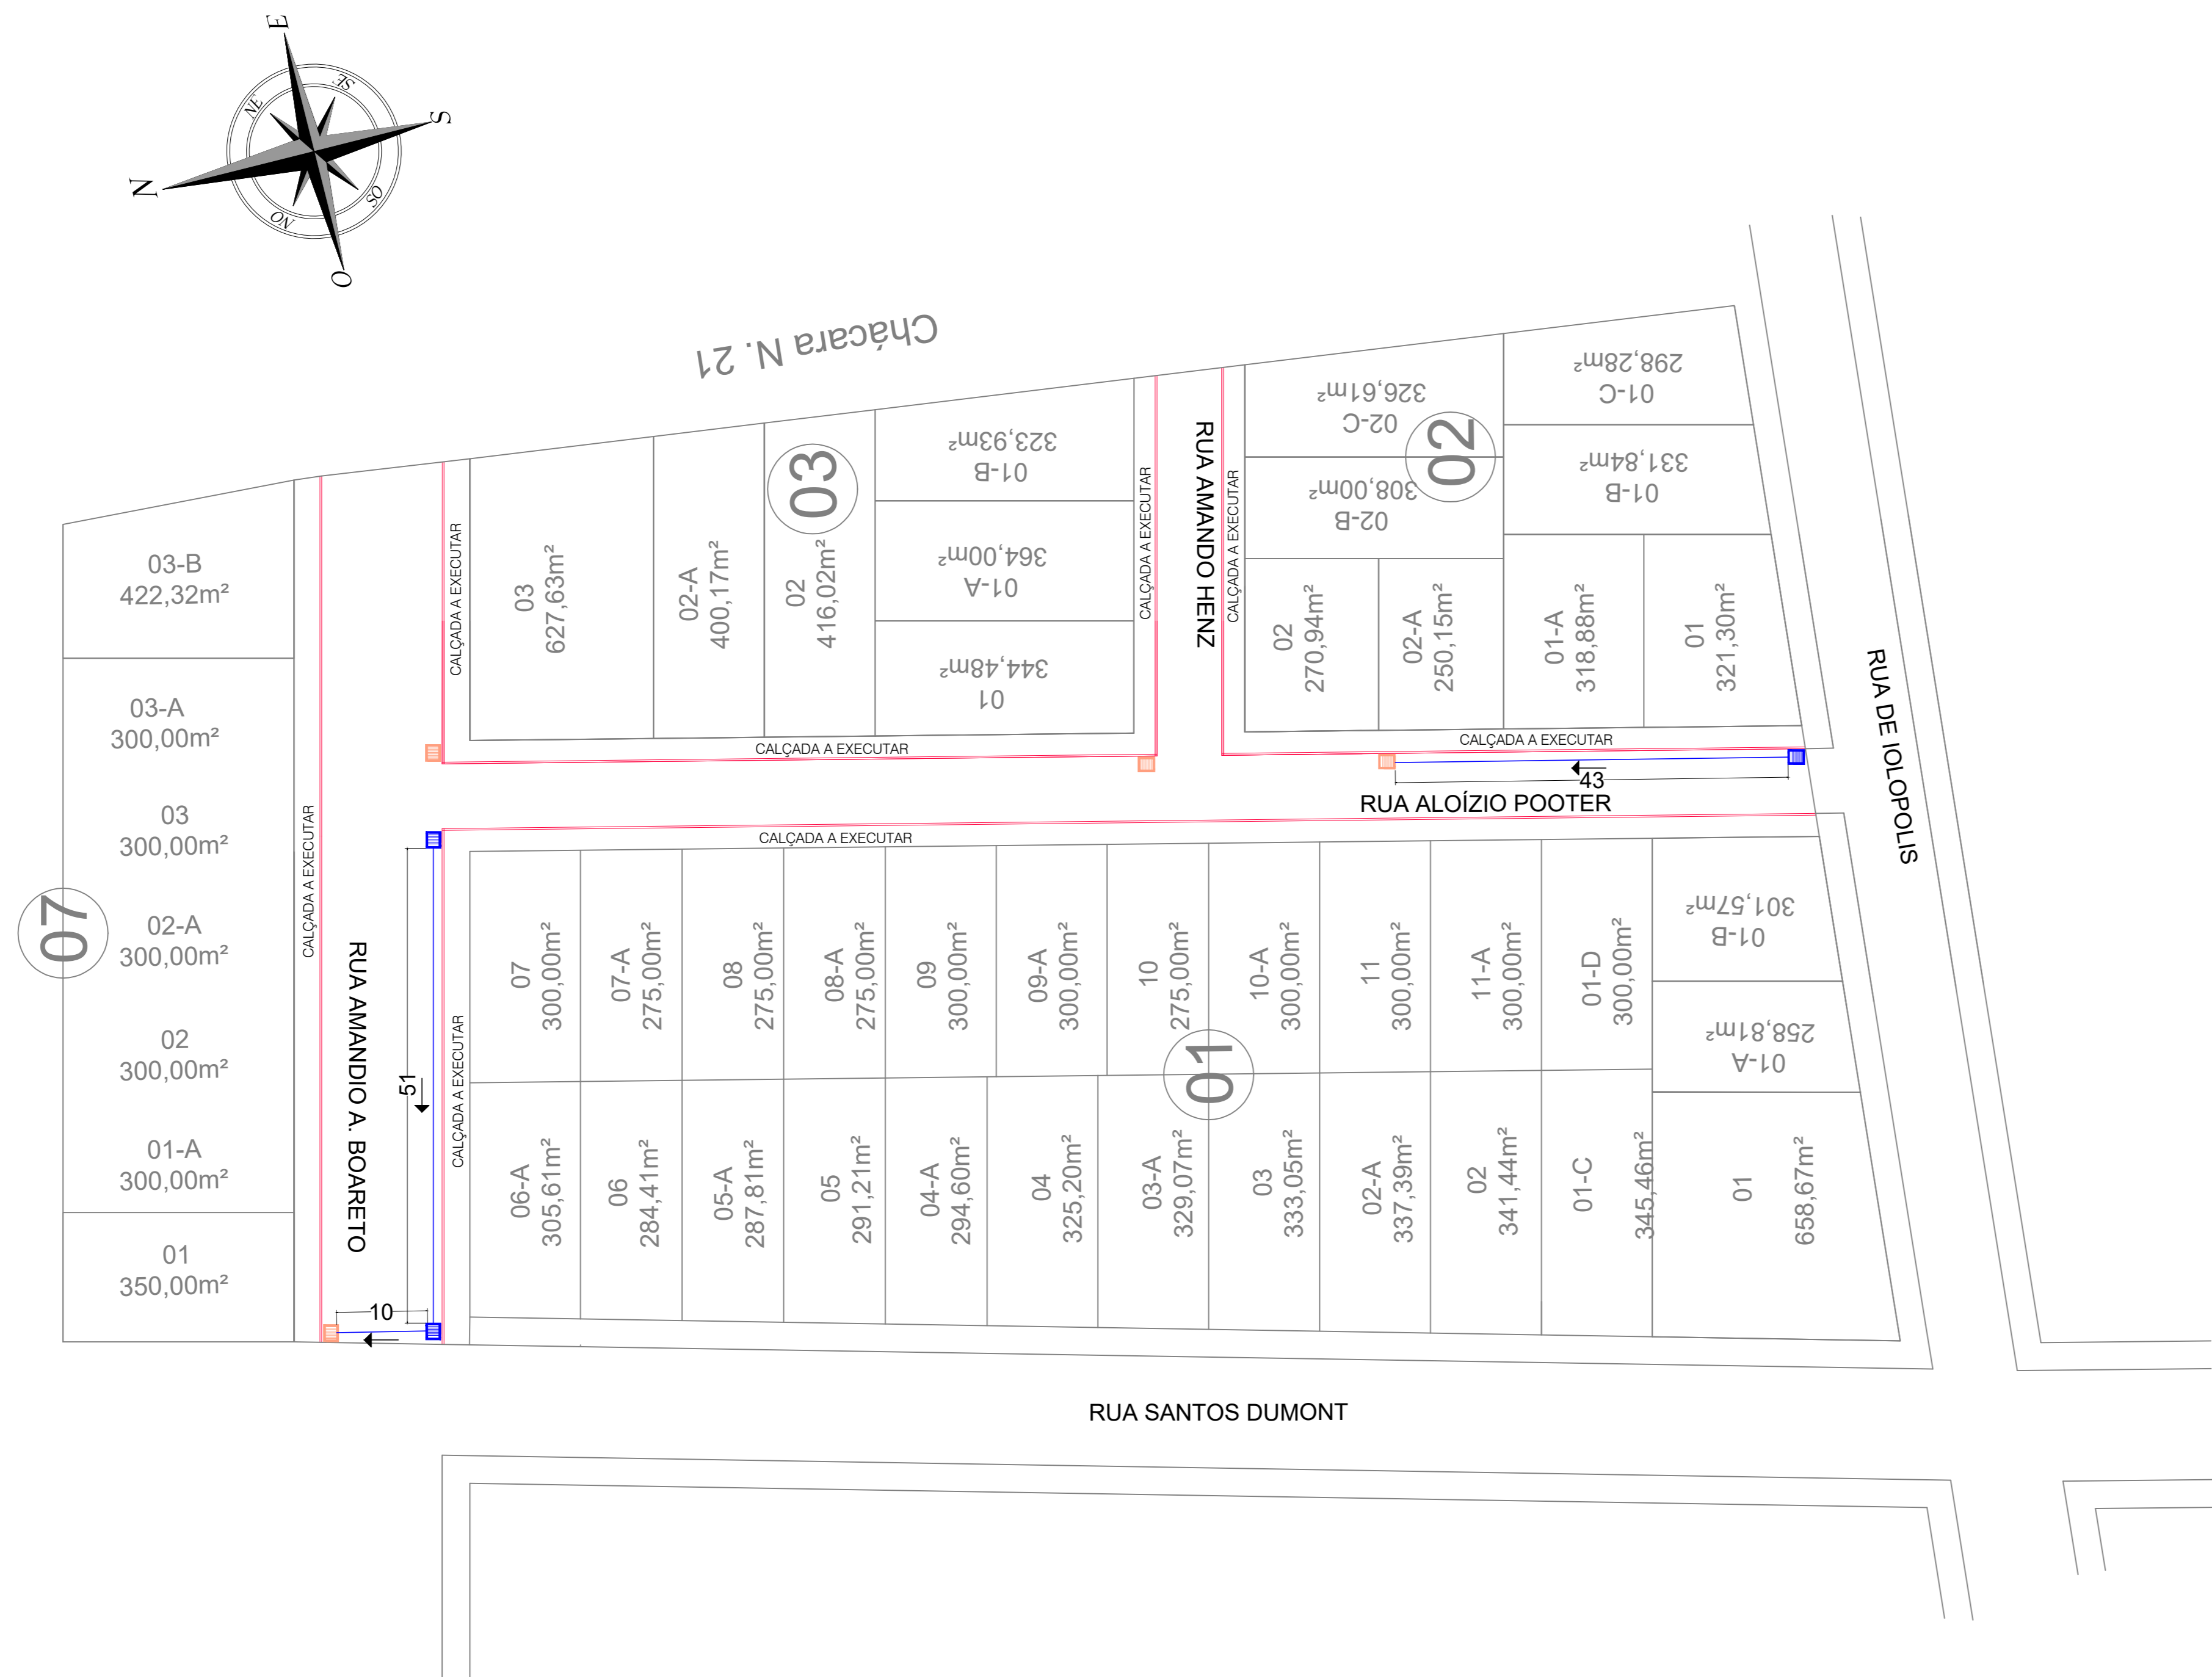 E
SE
S
SO
O
NO
N
NE
Chácara N. 21
03-B
422,32m²
03-A
300,00m²
03
300,00m²
02-A
300,00m²
02
300,00m²
01-A
300,00m²
01
350,00m²
07
CALÇADA A EXECUTAR
RUA AMANDIO A. BOARETO
CALÇADA A EXECUTAR
03
627,63m²
02-A
400,17m²
02
416,02m²
03
01-B
323,93m²
01-A
364,00m²
01
344,48m²
CALÇADA A EXECUTAR
CALÇADA A EXECUTAR
RUA AMANDO HENZ
CALÇADA A EXECUTAR
02-C
326,61m²
02-B
308,00m²
02
01-C
298,28m²
01-B
331,84m²
02
270,94m²
02-A
250,15m²
01-A
318,88m²
01
321,30m²
CALÇADA A EXECUTAR
43
RUA ALOÍZIO POOTER
RUA DE IOLOPOLIS
CALÇADA A EXECUTAR
51
10
CALÇADA A EXECUTAR
07
300,00m²
07-A
275,00m²
08
275,00m²
08-A
275,00m²
09
300,00m²
09-A
300,00m²
10
275,00m²
10-A
300,00m²
11
300,00m²
11-A
300,00m²
01-D
300,00m²
01-B
301,57m²
01-A
258,81m²
01
06-A
305,61m²
06
284,41m²
05-A
287,81m²
05
291,21m²
04-A
294,60m²
04
325,20m²
03-A
329,07m²
03
333,05m²
02-A
337,39m²
02
341,44m²
01-C
345,46m²
01
658,67m²
RUA SANTOS DUMONT